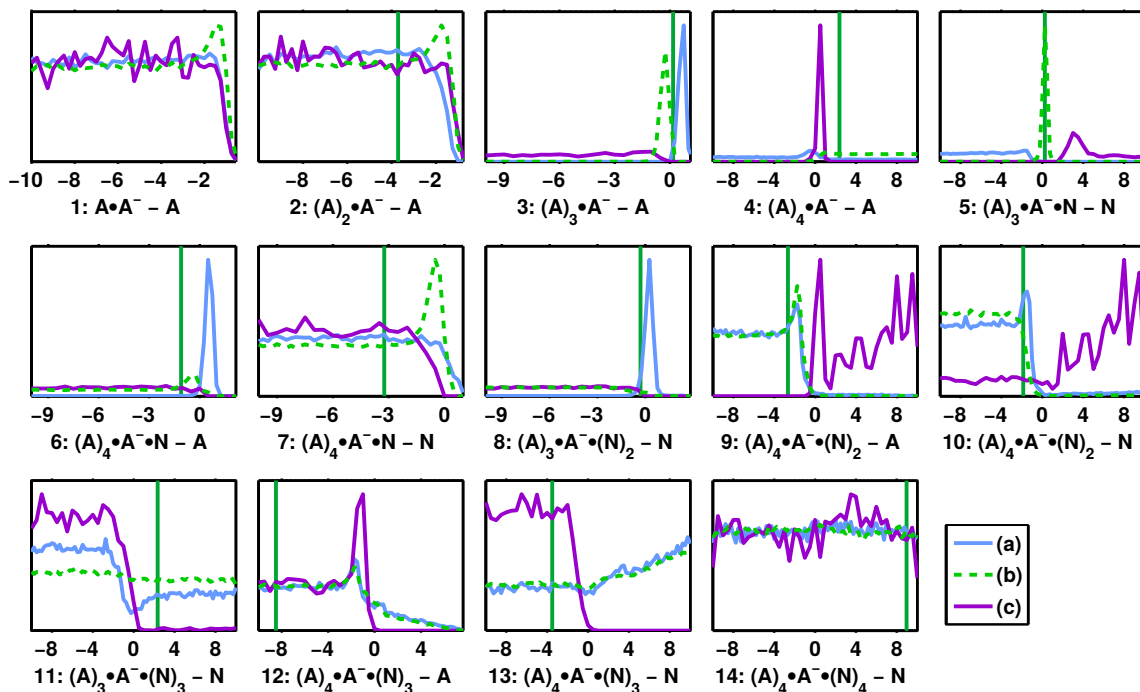 −10 −8 −6 −4 −2
−8 −6 −4 −2
−9 −6 −3 0
−8 −4 0 4 8
−8 −4 0 4 8
1: A•A⁻ – A
2: (A)₂•A⁻ – A
3: (A)₃•A⁻ – A
4: (A)₄•A⁻ – A
5: (A)₃•A⁻•N – N
−9 −6 −3 0
−9 −6 −3 0
−9 −6 −3 0
−8 −4 0 4 8
−8 −4 0 4 8
6: (A)₄•A⁻•N – A
7: (A)₄•A⁻•N – N
8: (A)₃•A⁻•(N)₂ – N
9: (A)₄•A⁻•(N)₂ – A
10: (A)₄•A⁻•(N)₂ – N
(a)
(b)
(c)
−8 −4 0 4 8
−8 −4 0 4
−8 −4 0 4 8
−8 −4 0 4 8
11: (A)₃•A⁻•(N)₃ – N
12: (A)₄•A⁻•(N)₃ – A
13: (A)₄•A⁻•(N)₃ – N
14: (A)₄•A⁻•(N)₄ – N